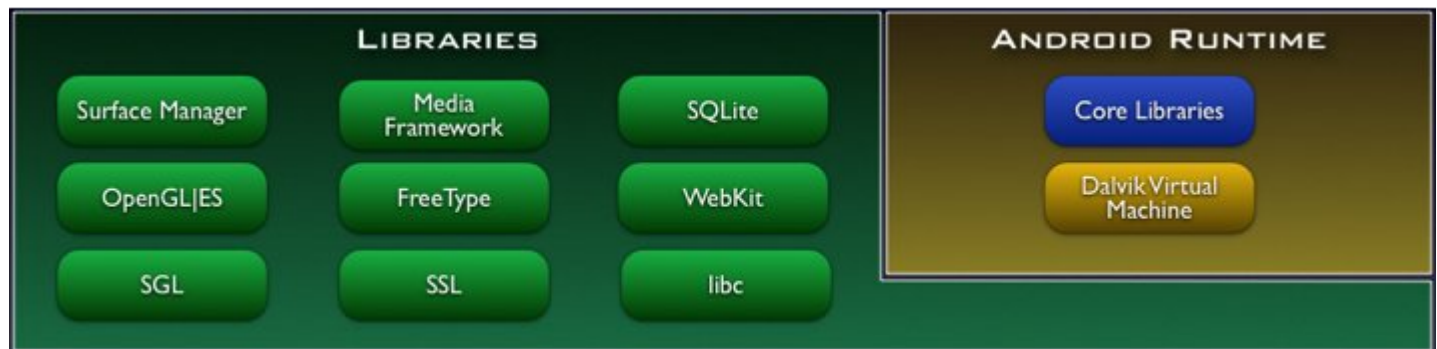 LIBRARIES
Surface Manager
Media
Framework
SQLite
OpenGL|ES
FreeType
WebKit
SGL
SSL
libc
ANDROID RUNTIME
Core Libraries
Dalvik Virtual
Machine